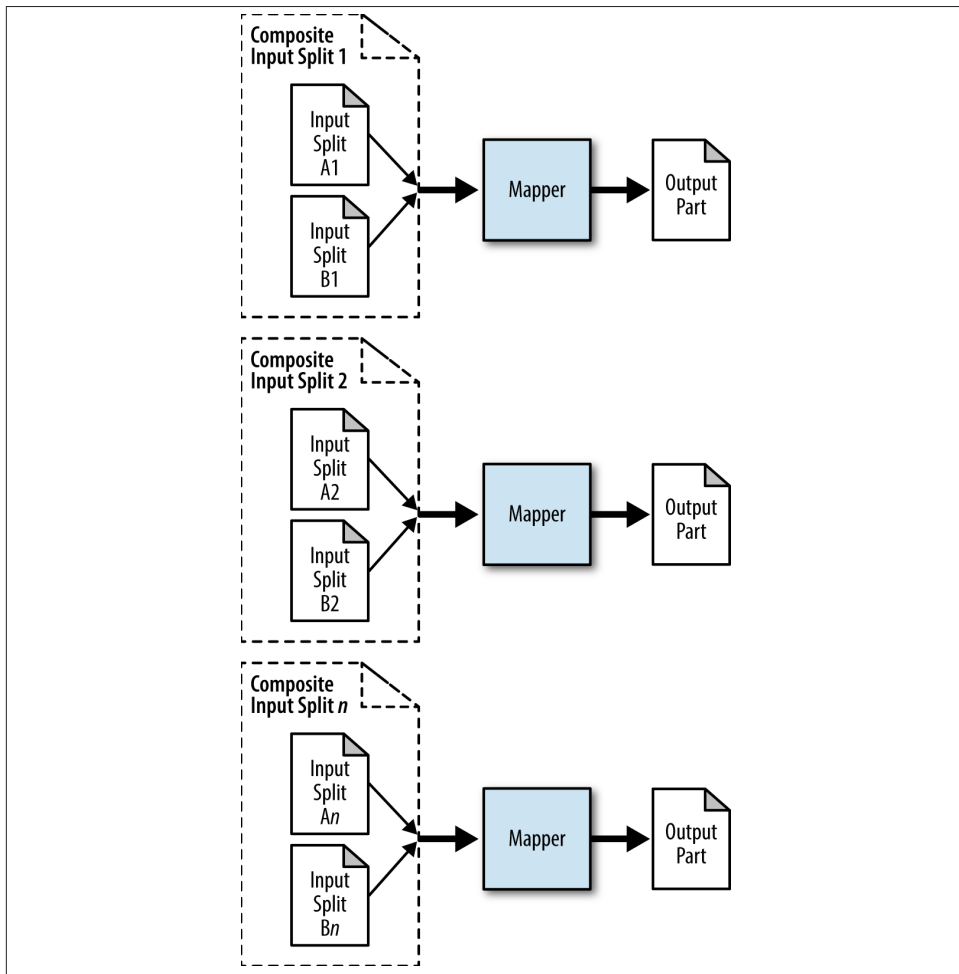 Composite
Input Split 1
Input
Split
A1
Input
Split
B1
Mapper
Output
Part
Composite
Input Split 2
Input
Split
A2
Input
Split
B2
Mapper
Output
Part
Composite
Input Split n
Input
Split
An
Input
Split
Bn
Mapper
Output
Part